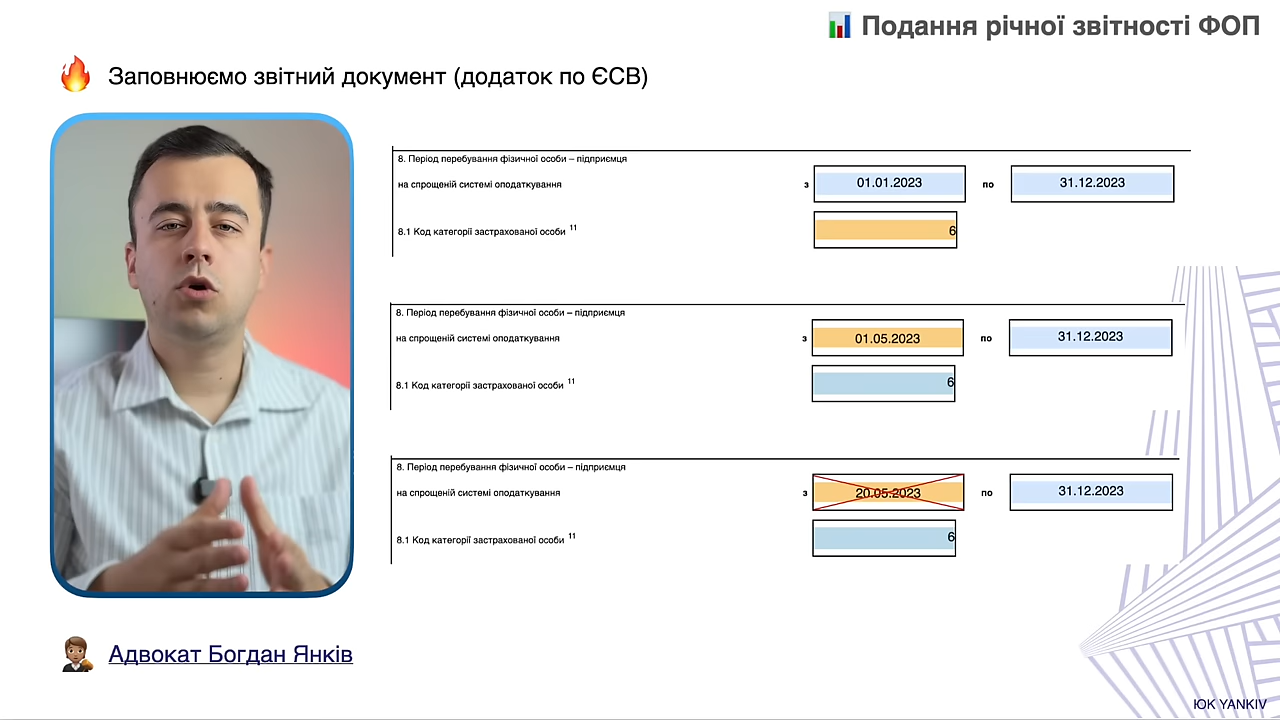 Подання річної звітності ФОП
Заповнюємо звітний документ (додаток по ЄСВ)
8. Період перебування фізичної особи – підприємця
на спрощеній системі оподаткування з 01.01.2023 по 31.12.2023
8.1 Код категорії застрахованої особи 11 6
8. Період перебування фізичної особи – підприємця
на спрощеній системі оподаткування з 01.05.2023 по 31.12.2023
8.1 Код категорії застрахованої особи 11 6
8. Період перебування фізичної особи – підприємця
на спрощеній системі оподаткування з 20.05.2023 по 31.12.2023
8.1 Код категорії застрахованої особи 11 6
Адвокат Богдан Янків
ЮК YANKIV